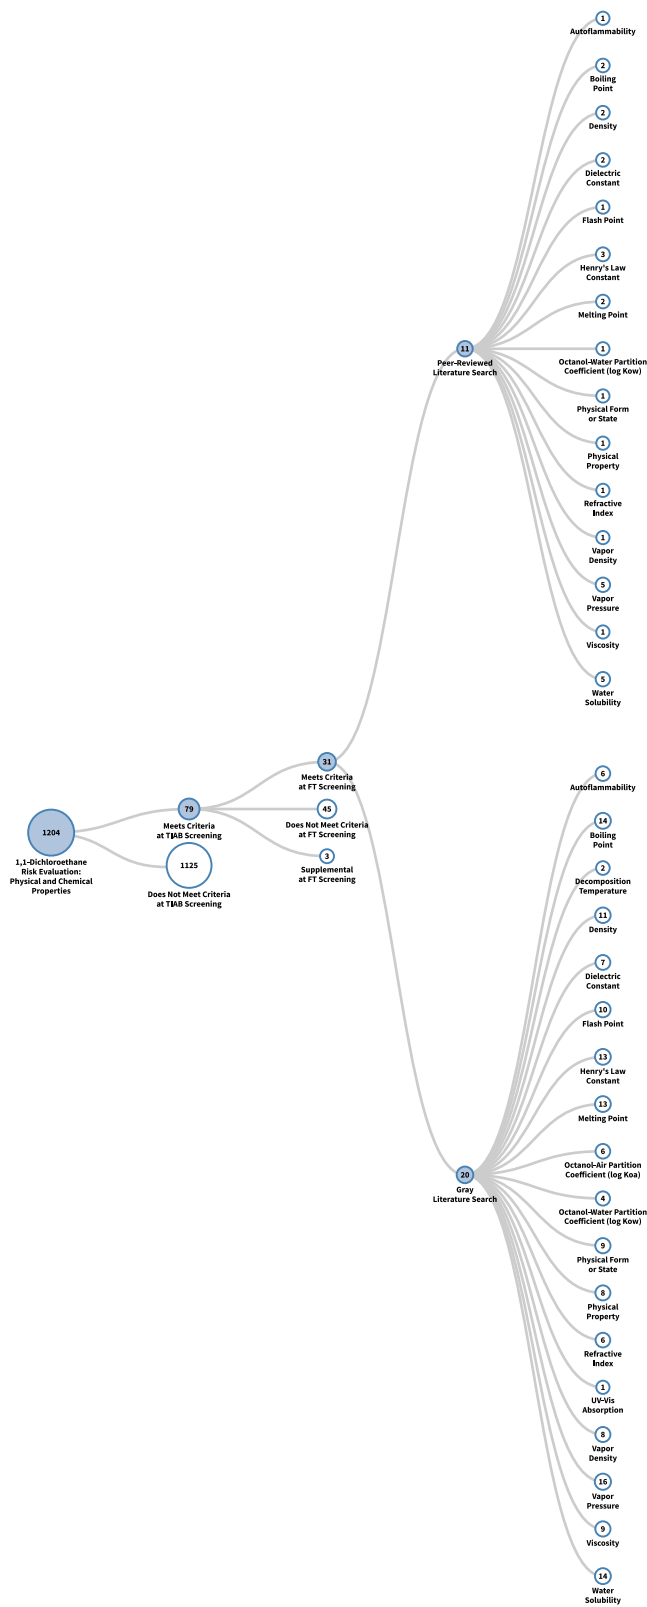 1204
1,1-Dichloroethane
Risk Evaluation:
Physical and Chemical
Properties
79
Meets Criteria
at TIAB Screening
1125
Does Not Meet Criteria
at TIAB Screening
31
Meets Criteria
at FT Screening
45
Does Not Meet Criteria
at FT Screening
3
Supplemental
at FT Screening
11
Peer-Reviewed
Literature Search
1
Autoflammability
2
Boiling
Point
2
Density
2
Dielectric
Constant
1
Flash Point
3
Henry's Law
Constant
2
Melting Point
1
Octanol-Water Partition
Coefficient (log Kow)
1
Physical Form
or State
1
Physical
Property
1
Refractive
Index
1
Vapor
Density
5
Vapor
Pressure
1
Viscosity
5
Water
Solubility
20
Gray
Literature Search
6
Autoflammability
14
Boiling
Point
2
Decomposition
Temperature
11
Density
7
Dielectric
Constant
10
Flash Point
13
Henry's Law
Constant
13
Melting Point
6
Octanol-Air Partition
Coefficient (log Koa)
4
Octanol-Water Partition
Coefficient (log Kow)
9
Physical Form
or State
8
Physical
Property
6
Refractive
Index
1
UV-Vis
Absorption
8
Vapor
Density
16
Vapor
Pressure
9
Viscosity
14
Water
Solubility